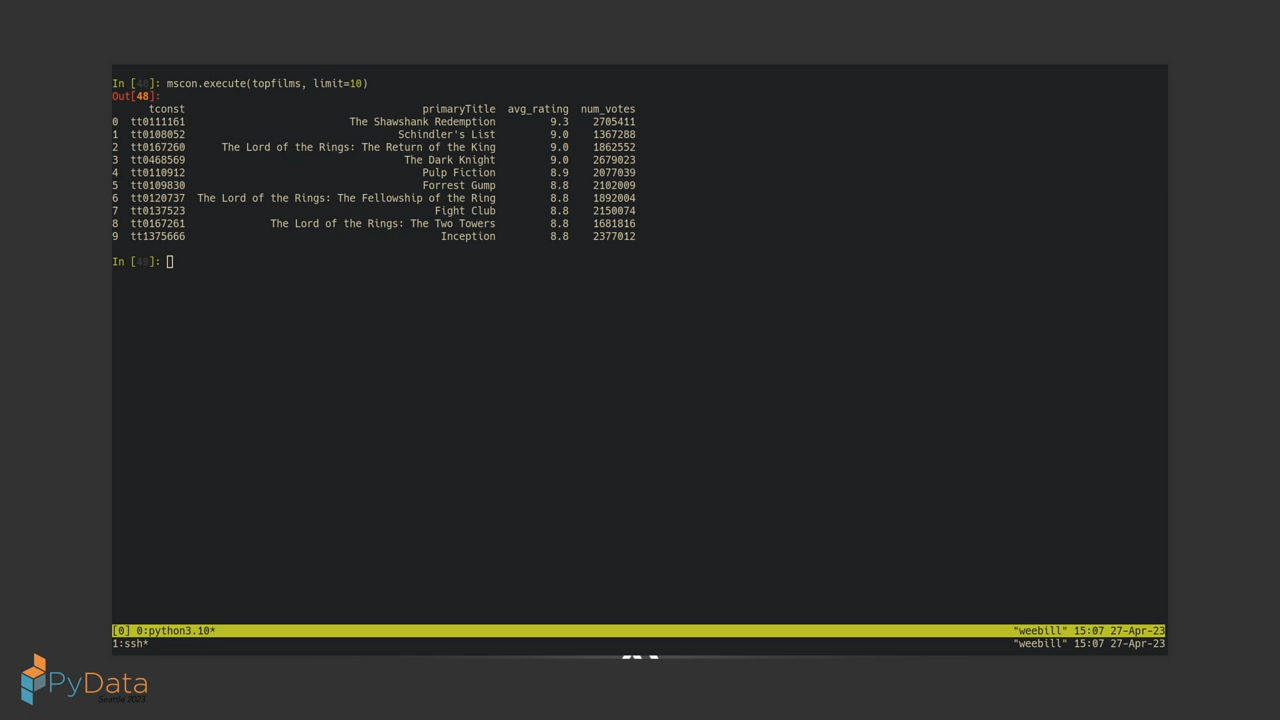 In [48]: mscon.execute(topfilms, limit=10)
Out[48]:
tconst primaryTitle avg_rating num_votes
0 tt0111161 The Shawshank Redemption 9.3 2705411
1 tt0108052 Schindler's List 9.0 1367288
2 tt0167260 The Lord of the Rings: The Return of the King 9.0 1862552
3 tt0468569 The Dark Knight 9.0 2679023
4 tt0110912 Pulp Fiction 8.9 2077039
5 tt0109830 Forrest Gump 8.8 2102009
6 tt0120737 The Lord of the Rings: The Fellowship of the Ring 8.8 1892004
7 tt0137523 Fight Club 8.8 2150074
8 tt0167261 The Lord of the Rings: The Two Towers 8.8 1681816
9 tt1375666 Inception 8.8 2377012
In [49]:
[0] 0:python3.10* "weebill" 15:07 27-Apr-23
1:ssh* "weebill" 15:07 27-Apr-23
PyData
Seattle 2023